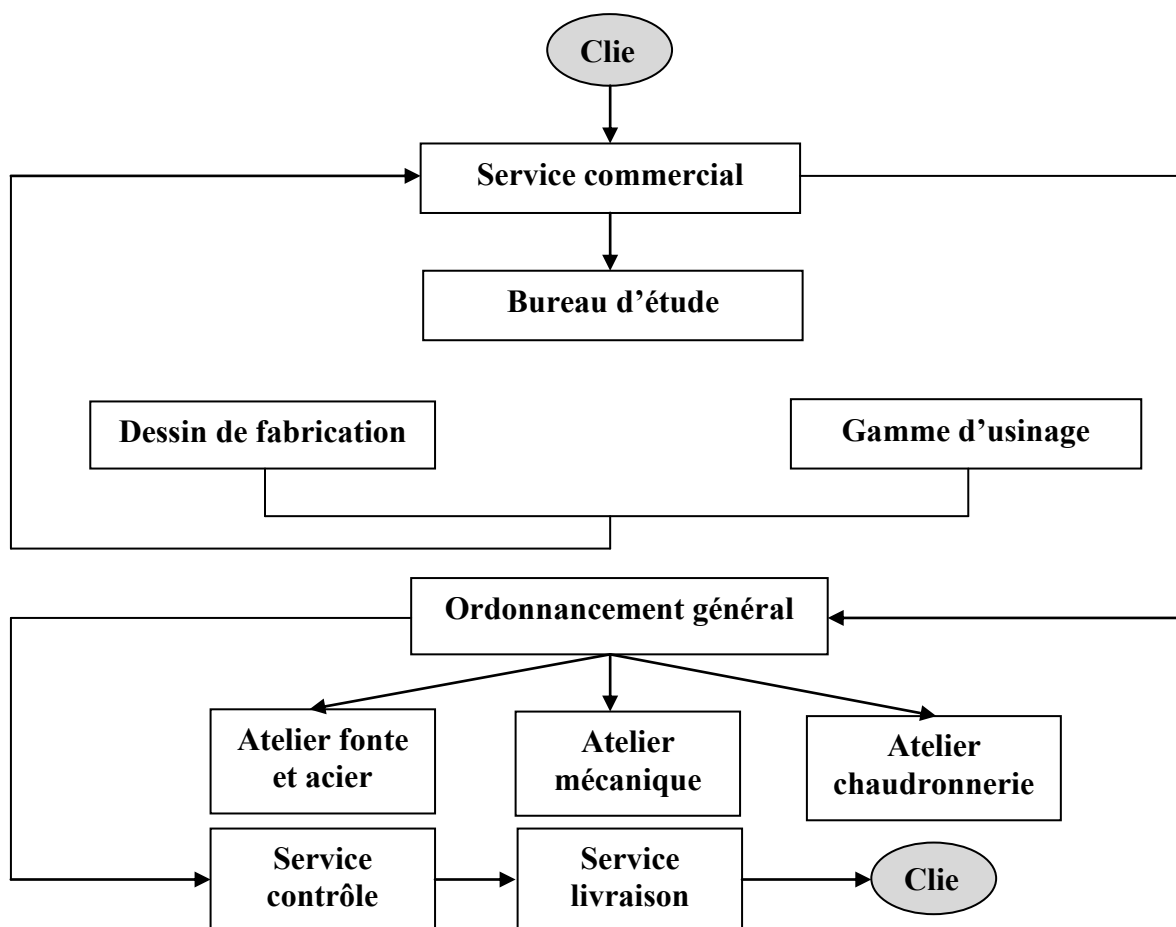 Clie
Service commercial
Bureau d’étude
Dessin de fabrication
Gamme d’usinage
Ordonnancement général
Atelier fonte
et acier
Atelier
mécanique
Atelier
chaudronnerie
Service
contrôle
Service
livraison
Clie